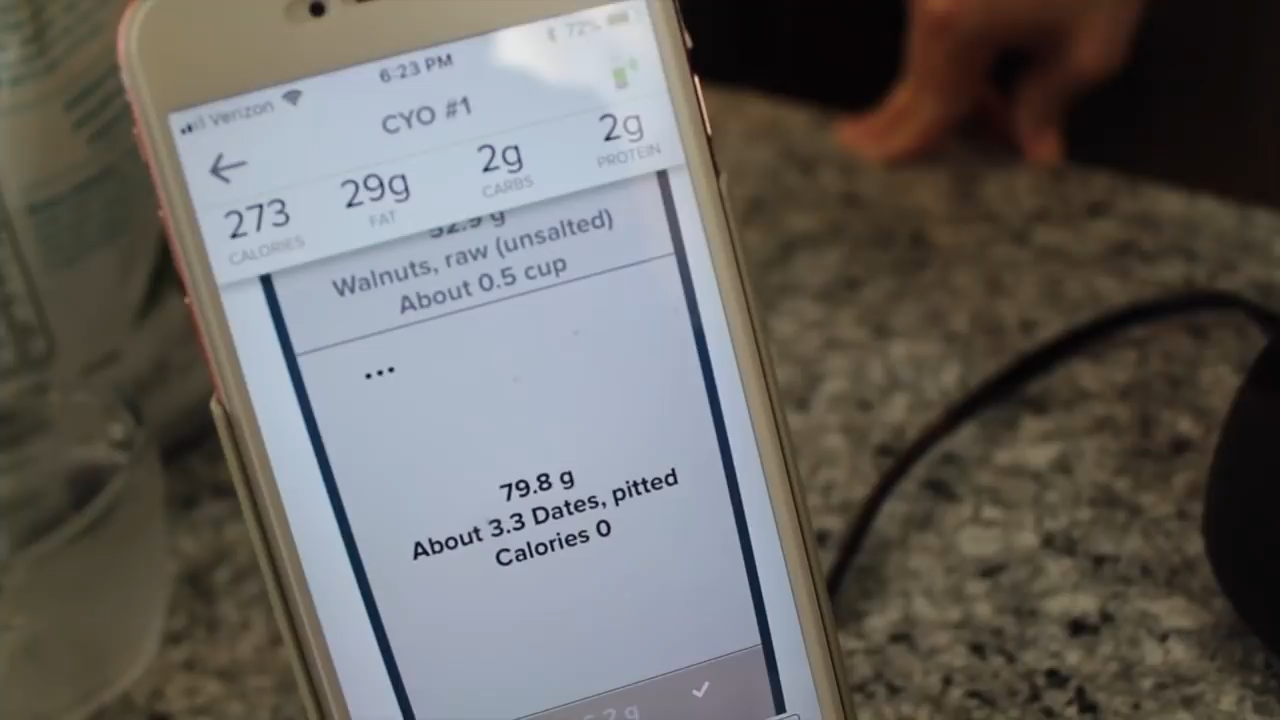 Verizon 6:23 PM 72%
CYO #1
273 29g 2g 2g
CALORIES FAT CARBS PROTEIN
Walnuts, raw (unsalted)
About 0.5 cup
...
79.8 g
About 3.3 Dates, pitted
Calories 0